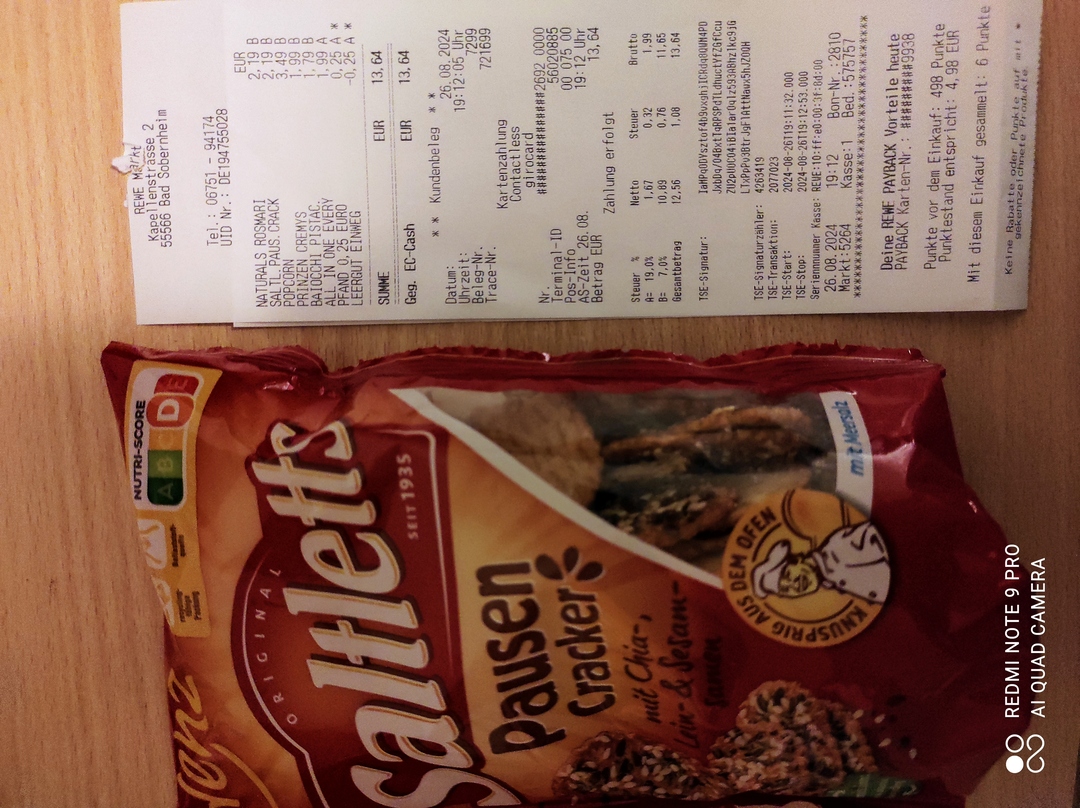 NUTRI-SCORE
A B C D E
recycling-
fähige
Packung
Ballaststoff-
quelle
ORIGINAL
Saltletts
SEIT 1935
Pausen
Cracker
mit Chia-,
Lein- & Sesam-
samen
KNUSPRIG AUS DEM OFEN
mit Meersalz
REWE Markt
Kapellenstrasse 2
55566 Bad Sobernheim
Tel.: 06751 - 94174
UID Nr.: DE194755028
EUR
NATURALS ROSMARI 2,19 B
SALTL.PAUS.CRACK 2,19 B
POPCORN 3,49 B
PRINZEN CREMYS 1,99 B
BAIOCCHI PISTAC. 1,79 B
ALL IN ONE EVERY 1,99 A
PFAND 0,25 EURO 0,25 A *
LEERGUT EINWEG -0,25 A *
SUMME EUR 13,64
Geg. EC-Cash EUR 13,64
* * Kundenbeleg * *
Datum: 26.08.2024
Uhrzeit: 19:12:05 Uhr
Beleg-Nr. 7299
Trace-Nr. 721699
Kartenzahlung
Contactless
girocard
Nr. ###############2692 0000
Terminal-ID 56020885
Pos-Info 00 075 00
AS-Zeit 26.08. 19:12 Uhr
Betrag EUR 13,64
Zahlung erfolgt
Steuer % Netto Steuer Brutto
A= 19,0% 1,67 0,32 1,99
B= 7,0% 10,89 0,76 11,65
Gesamtbetrag 12,56 1,08 13,64
TSE-Signatur:
TSE-Signaturzähler: 4263419
TSE-Transaktion: 2077023
TSE-Start: 2024-08-26T19:11:32.000
TSE-Stop: 2024-08-26T19:12:53.000
Seriennnummer Kasse: REWE:10:ff:e0:00:3f:8d:00
26.08.2024 19:12 Bon-Nr.:2810
Markt:5264 Kasse:1 Bed.:575757
****************************************
Deine REWE PAYBACK Vorteile heute
PAYBACK Karten-Nr.: #########9938
Punkte vor dem Einkauf: 498 Punkte
Punktestand entspricht: 4,98 EUR
Mit diesem Einkauf gesammelt: 6 Punkte
Keine Rabatte oder Punkte auf mit *
gekennzeichnete Produkte.
REDMI NOTE 9 PRO
AI QUAD CAMERA